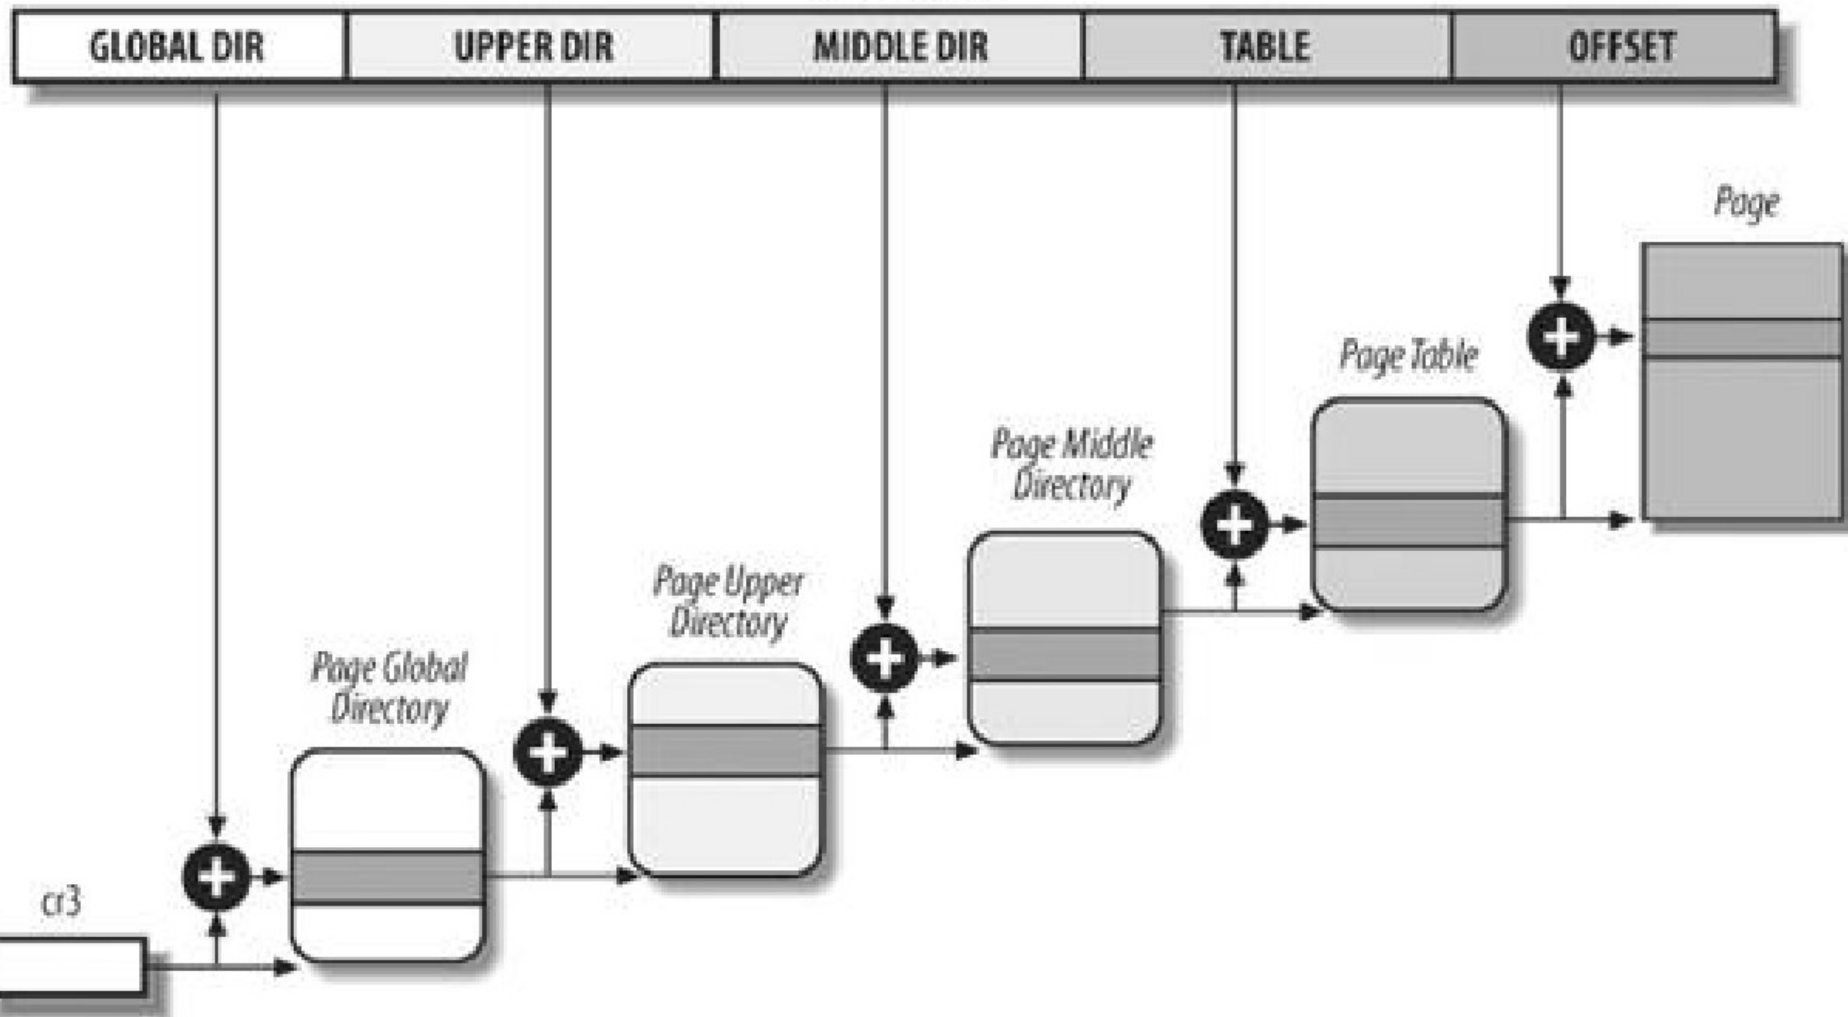 GLOBAL DIR
UPPER DIR
MIDDLE DIR
TABLE
OFFSET
Page
Page Table
Page Middle
Directory
Page Upper
Directory
Page Global
Directory
cr3